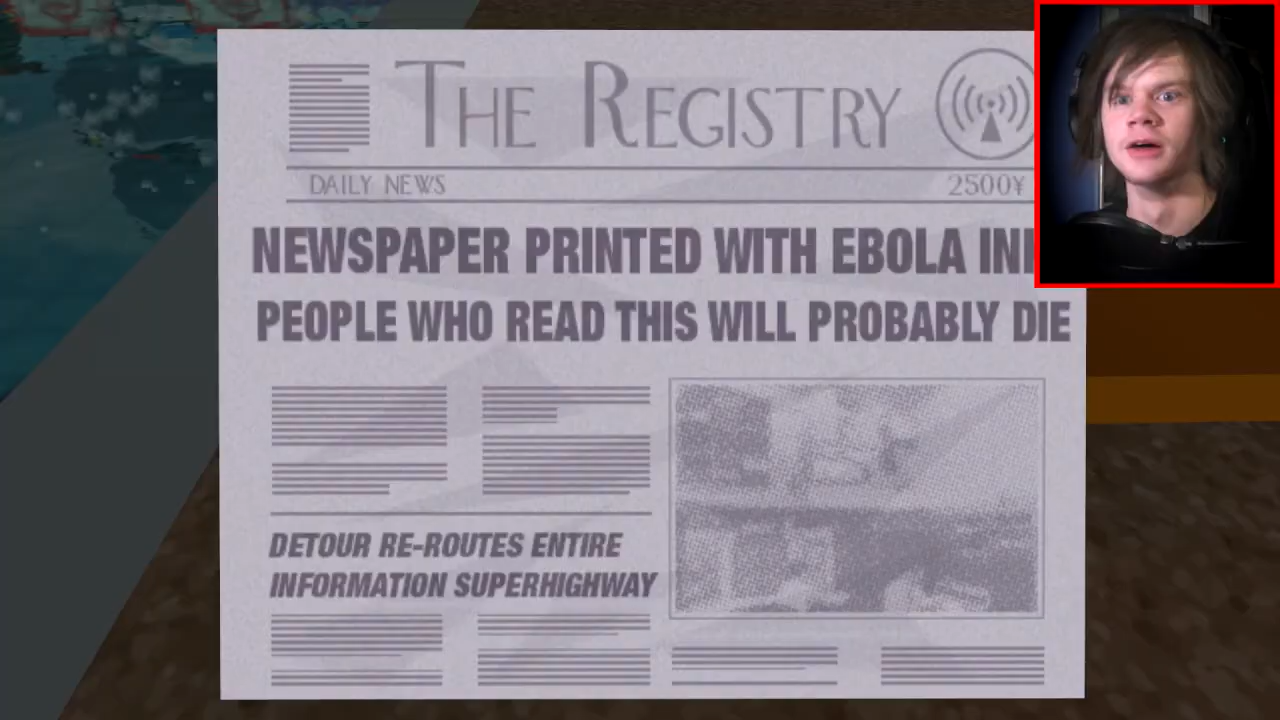 THE REGISTRY
DAILY NEWS
2500¥
NEWSPAPER PRINTED WITH EBOLA
PEOPLE WHO READ THIS WILL PROBABLY DIE
DETOUR RE-ROUTES ENTIRE
INFORMATION SUPERHIGHWAY